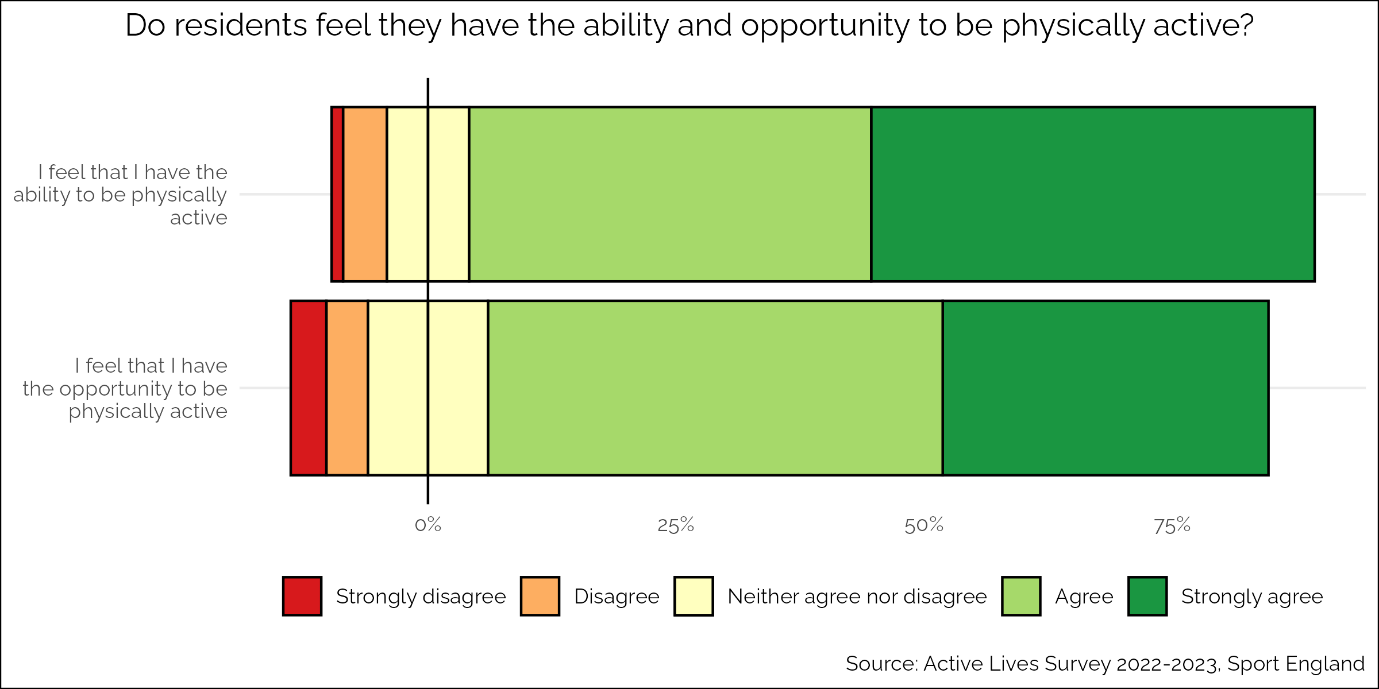 Do residents feel they have the ability and opportunity to be physically active?
I feel that I have the
ability to be physically
active
I feel that I have
the opportunity to be
physically active
0% 25% 50% 75%
Strongly disagree Disagree Neither agree nor disagree Agree Strongly agree
Source: Active Lives Survey 2022-2023, Sport England